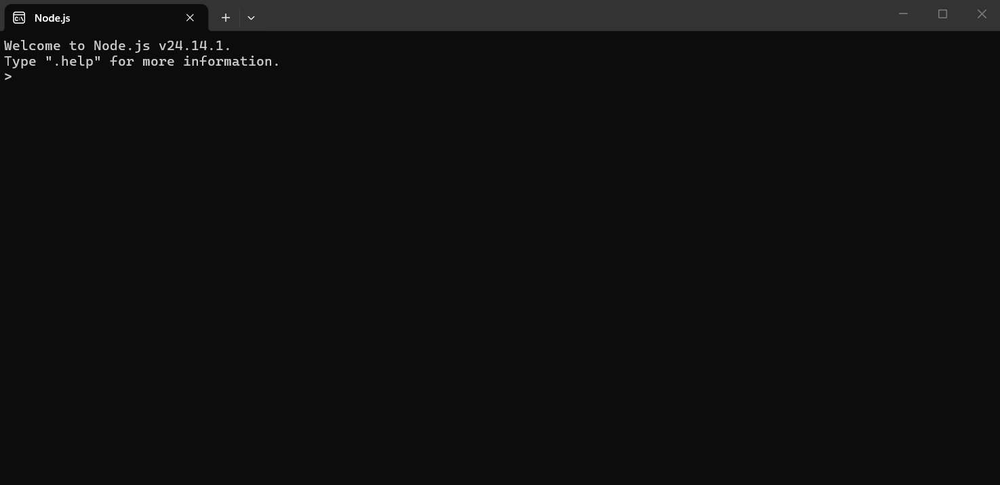 Node.js
Welcome to Node.js v24.14.1.
Type ".help" for more information.
>